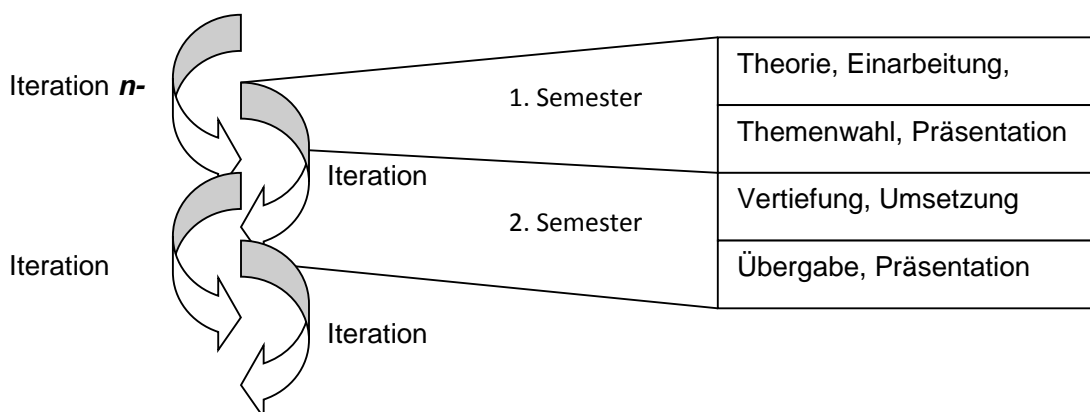 Theorie, Einarbeitung,
Iteration n-
1. Semester
Themenwahl, Präsentation
Iteration
Vertiefung, Umsetzung
2. Semester
Iteration
Übergabe, Präsentation
Iteration